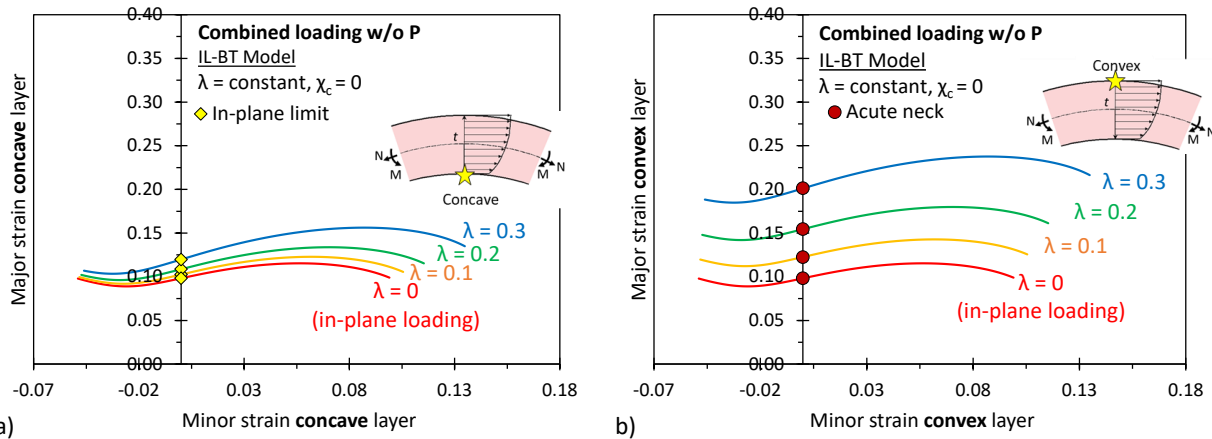 Combined loading w/o P
IL-BT Model
λ = constant, χc = 0
In-plane limit
t
N
M
M
N
Concave
λ = 0.3
λ = 0.2
λ = 0.1
λ = 0
(in-plane loading)
0.40
0.35
0.30
0.25
0.20
0.15
0.10
0.05
0.00
-0.07
-0.02
0.03
0.08
0.13
0.18
Major strain concave layer
Minor strain concave layer
a)
Combined loading w/o P
IL-BT Model
λ = constant, χc = 0
Acute neck
Convex
t
N
M
M
N
λ = 0.3
λ = 0.2
λ = 0.1
λ = 0
(in-plane loading)
0.40
0.35
0.30
0.25
0.20
0.15
0.10
0.05
0.00
-0.07
-0.02
0.03
0.08
0.13
0.18
Major strain convex layer
Minor strain convex layer
b)